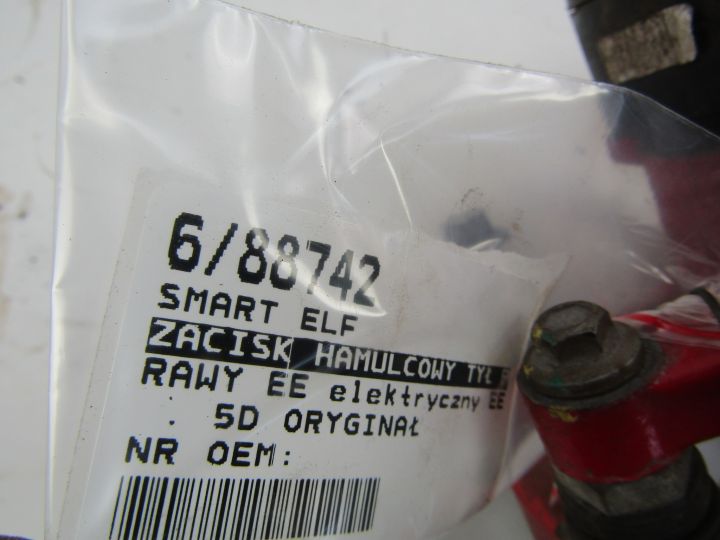 6/88742
SMART ELF
ZACISK HAMULCOWY TYŁ
RAWY EE elektryczny EE
. 5D ORYGINAŁ
NR OEM: